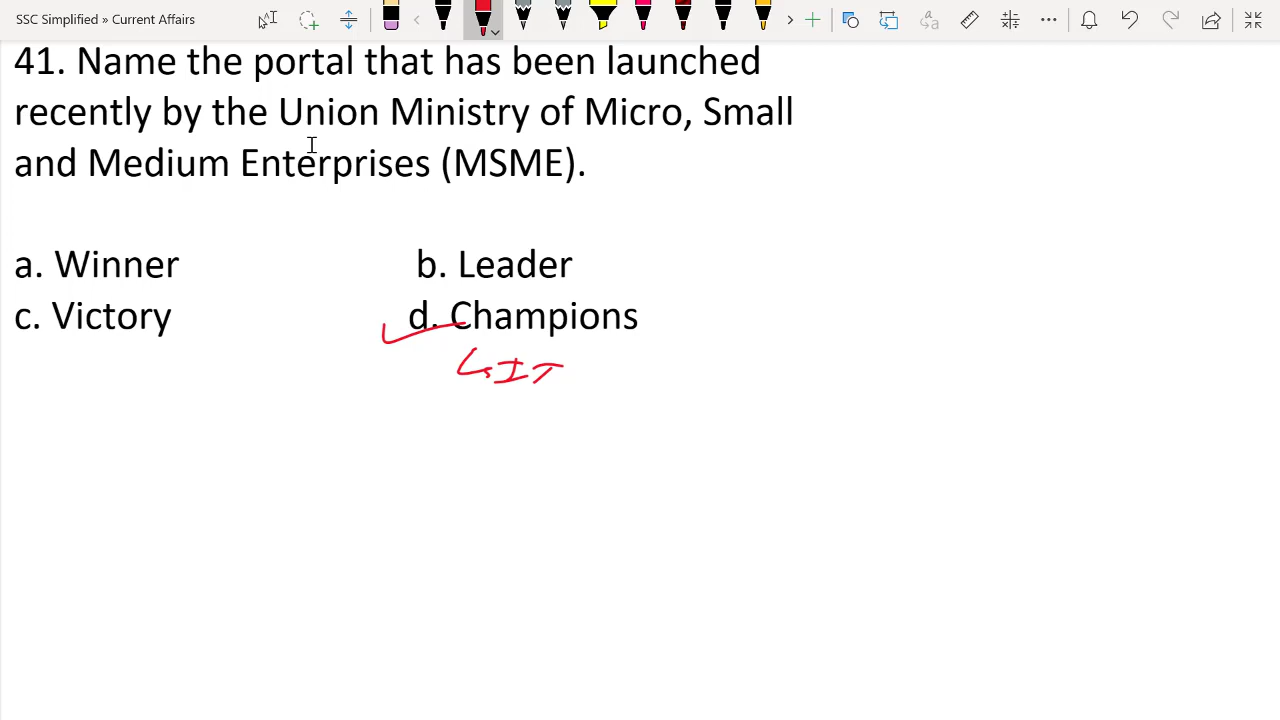 SSC Simplified » Current Affairs
41. Name the portal that has been launched
recently by the Union Ministry of Micro, Small
and Medium Enterprises (MSME).
a. Winner b. Leader
c. Victory d. Champions
IT